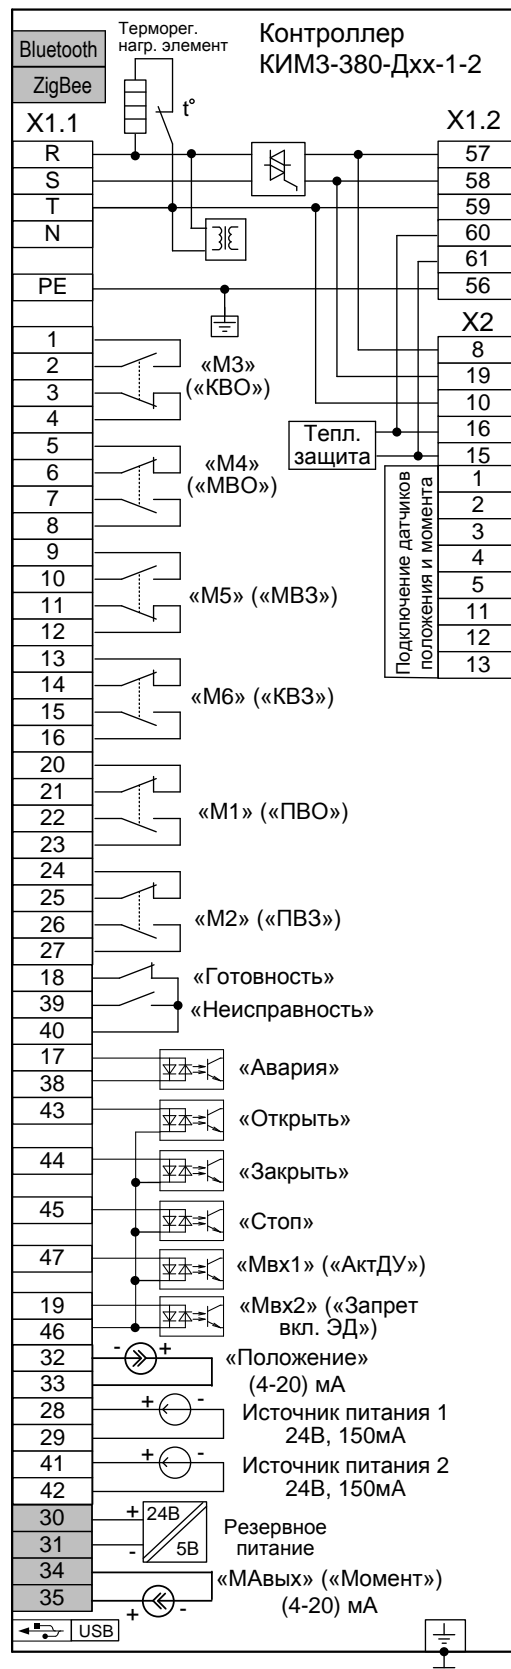 Bluetooth
ZigBee
Терморег.
нагр. элемент
Контроллер
КИМ3-380-Дхх-1-2
t°
X1.1
R
S
T
N
PE
X1.2
57
58
59
60
61
56
X2
8
19
10
16
15
1
2
3
4
5
11
12
13
Тепл.
защита
Подключение датчиков
положения и момента
1
2
3
4
«М3»
(«КВО»)
5
6
7
8
«М4»
(«МВО»)
9
10
11
12
«М5» («МВЗ»)
13
14
15
16
«М6» («КВЗ»)
20
21
22
23
«М1» («ПВО»)
24
25
26
27
«М2» («ПВЗ»)
18
39
40
«Готовность»
«Неисправность»
17
38
«Авария»
43
«Открыть»
44
«Закрыть»
45
«Стоп»
47
«Мвх1» («АктДУ»)
19
46
«Мвх2» («Запрет
вкл. ЭД»)
32
33
- +
«Положение»
(4-20) мА
28
29
+ -
Источник питания 1
24В, 150мА
41
42
+ -
Источник питания 2
24В, 150мА
30
31
+ 24В
- 5В
Резервное
питание
34
35
«МАвых» («Момент»)
(4-20) мА
+ -
USB